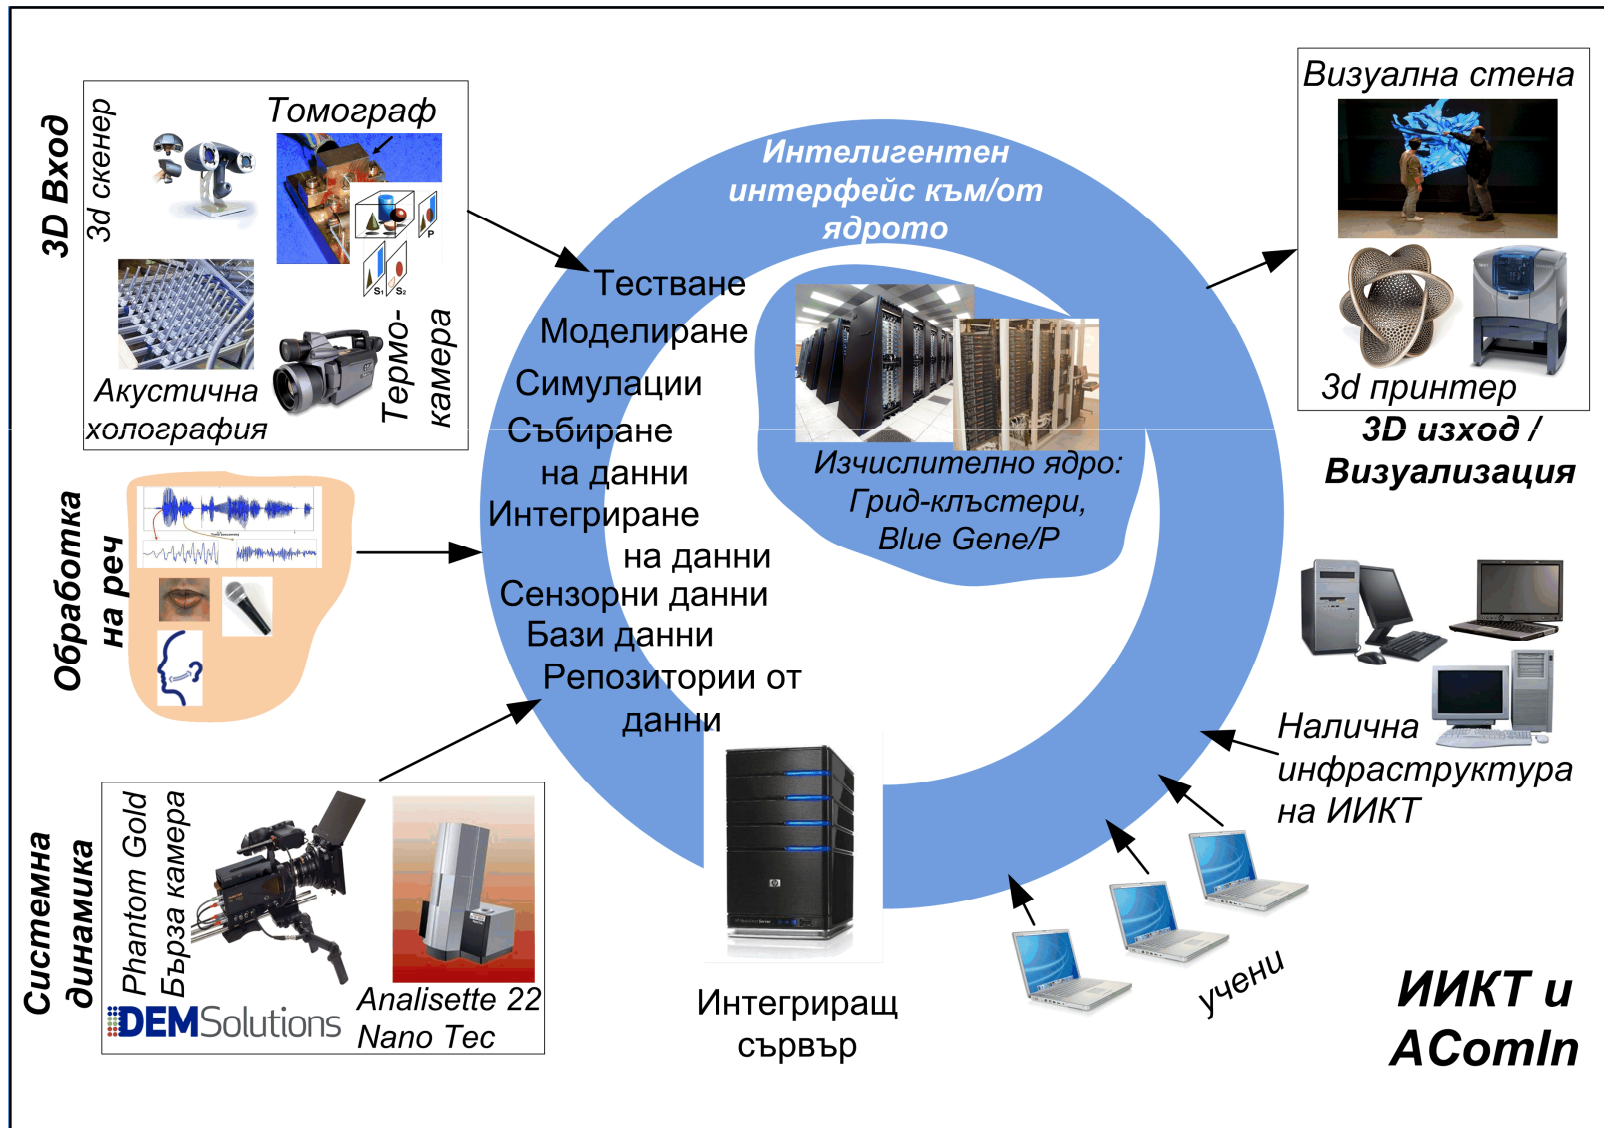 3D Вход
3d скенер
Томограф
P
S1
S2
Акустична
холография
Термо-
камера
Обработка
на реч
Системна
динамика
Phantom Gold
Бърза камера
DEMSolutions
Analisette 22
Nano Tec
Интелигентен
интерфейс към/от
ядрото
Тестване
Моделиране
Симулации
Събиране
на данни
Интегриране
на данни
Сензорни данни
Бази данни
Репозитории от
данни
Изчислително ядро:
Грид-клъстери,
Blue Gene/P
hp
Интегриращ
сървър
Визуална стена
3d принтер
3D изход /
Визуализация
Налична
инфраструктура
на ИИКТ
учени
ИИКТ и
AComIn